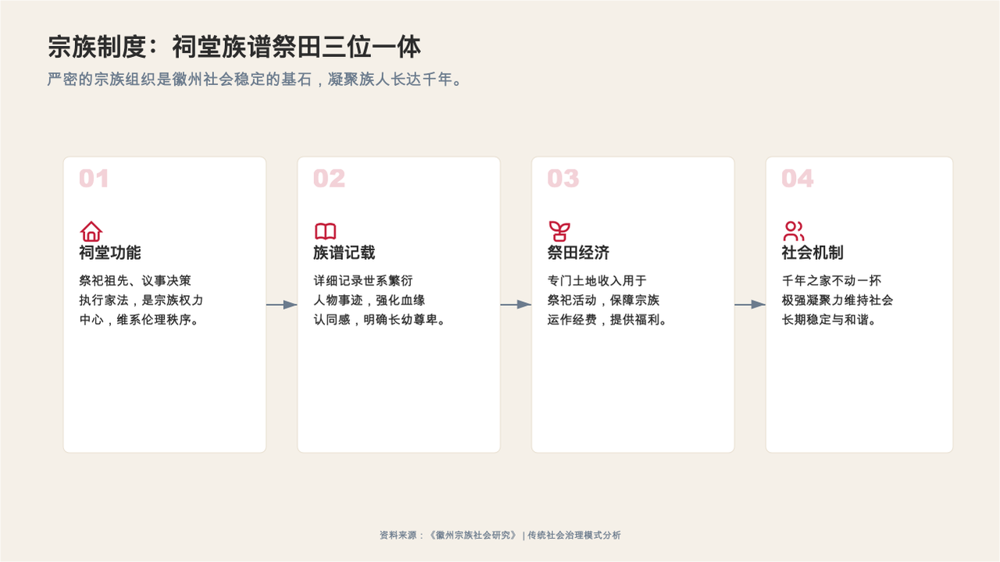 宗族制度：祠堂族谱祭田三位一体
严密的宗族组织是徽州社会稳定的基石，凝聚族人长达千年。
01
祠堂功能
祭祀祖先、议事决策
执行家法，是宗族权力
中心，维系伦理秩序。
02
族谱记载
详细记录世系繁衍
人物事迹，强化血缘
认同感，明确长幼尊卑。
03
祭田经济
专门土地收入用于
祭祀活动，保障宗族
运作经费，提供福利。
04
社会机制
千年之家不动一抔
极强凝聚力维持社会
长期稳定与和谐。
资料来源：《徽州宗族社会研究》 | 传统社会治理模式分析